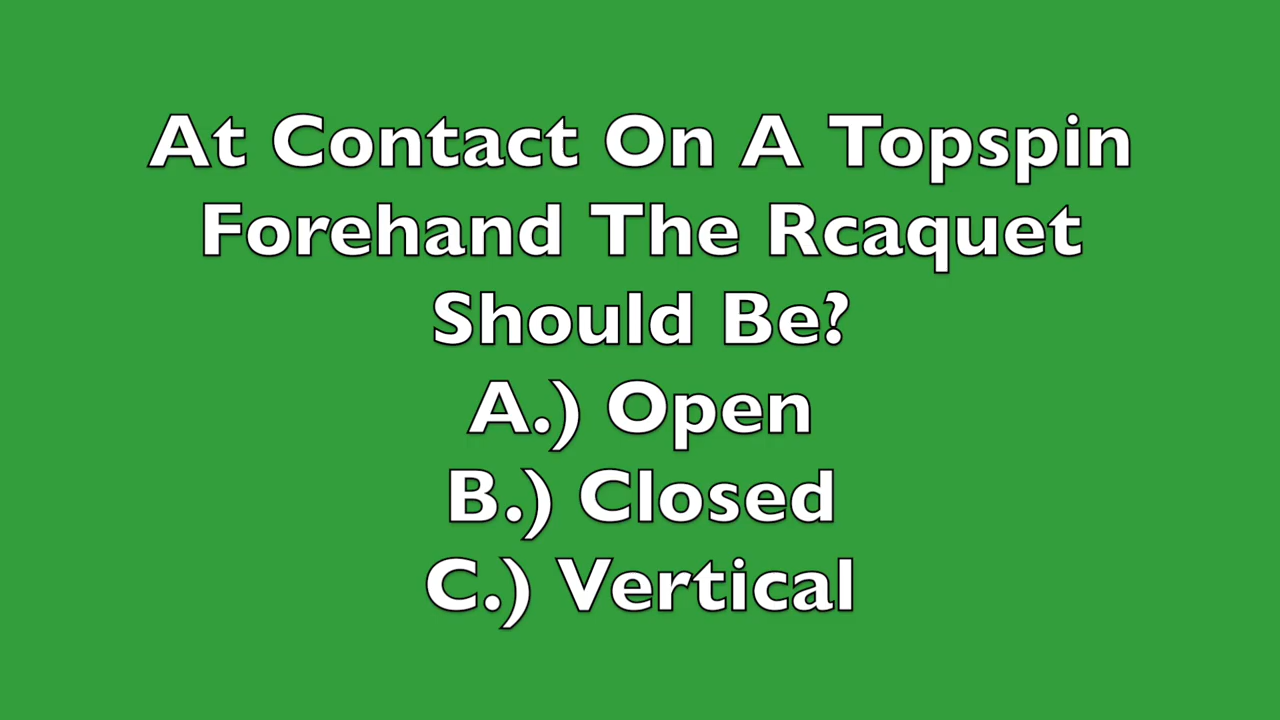 At Contact On A Topspin
Forehand The Rcaquet
Should Be?
A.) Open
B.) Closed
C.) Vertical